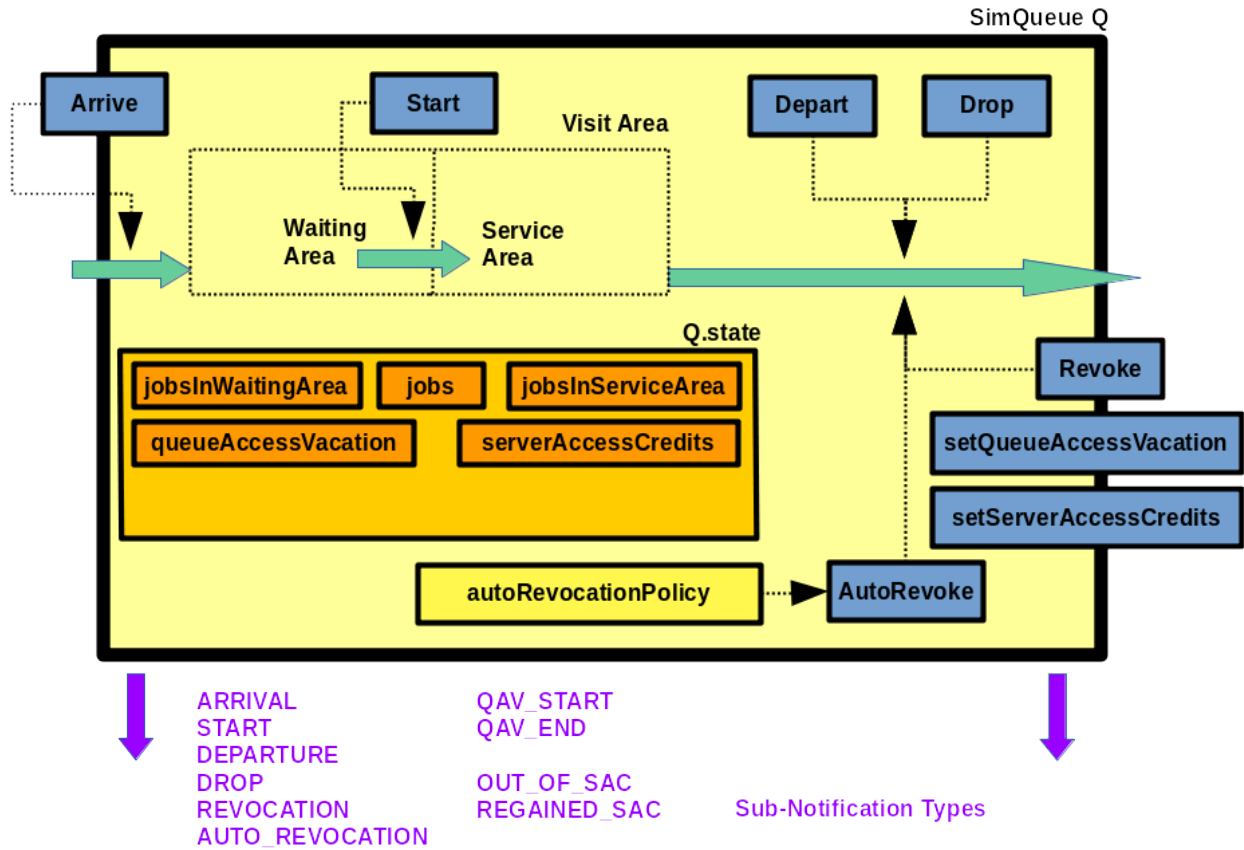 SimQueue Q
Arrive
Start
Depart
Drop
Visit Area
Waiting
Area
Service
Area
Q.state
jobsInWaitingArea
jobs
jobsInServiceArea
Revoke
queueAccessVacation
serverAccessCredits
setQueueAccessVacation
setServerAccessCredits
autoRevocationPolicy
AutoRevoke
ARRIVAL
START
DEPARTURE
DROP
REVOCATION
AUTO_REVOCATION
QAV_START
QAV_END
OUT_OF_SAC
REGAINED_SAC
Sub-Notification Types